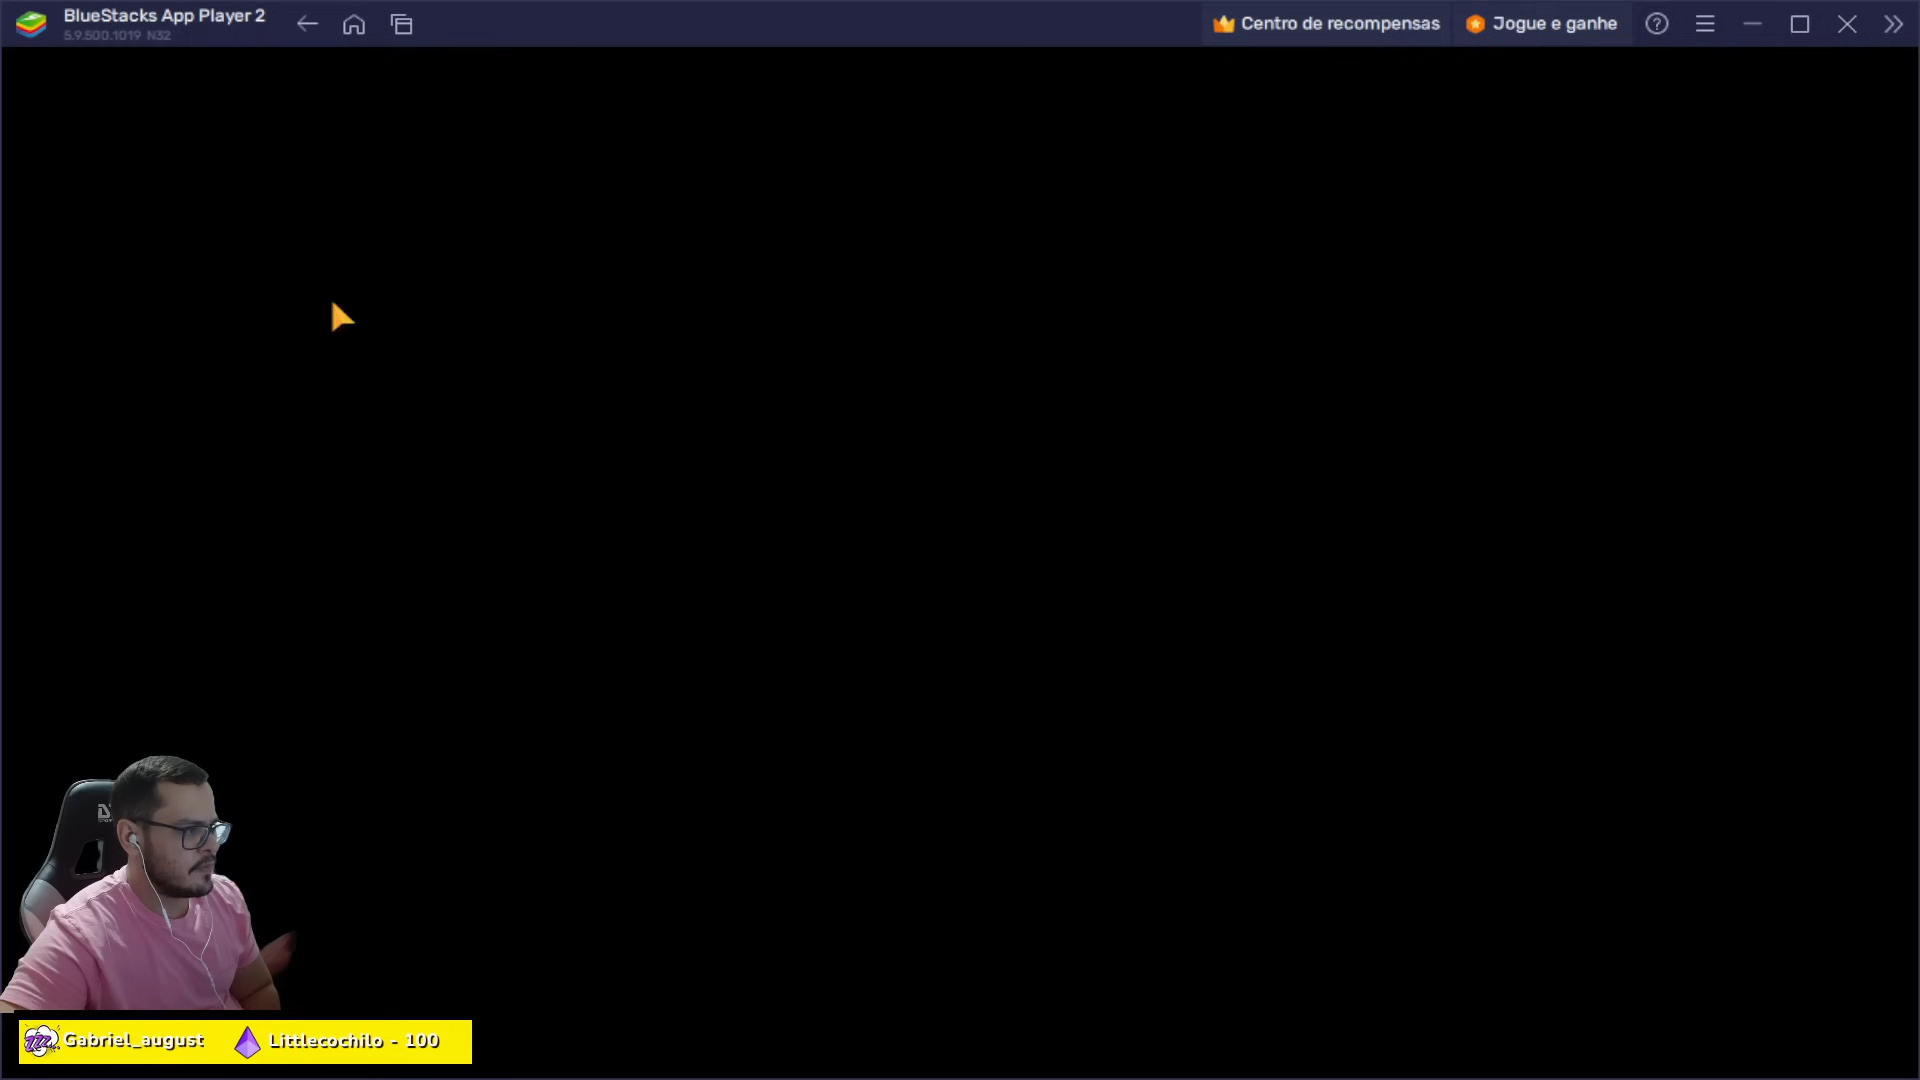 BlueStacks App Player 2
5.9.500.1019 N32
Centro de recompensas
Jogue e ganhe
Gabriel_august
Littlecochilo - 100